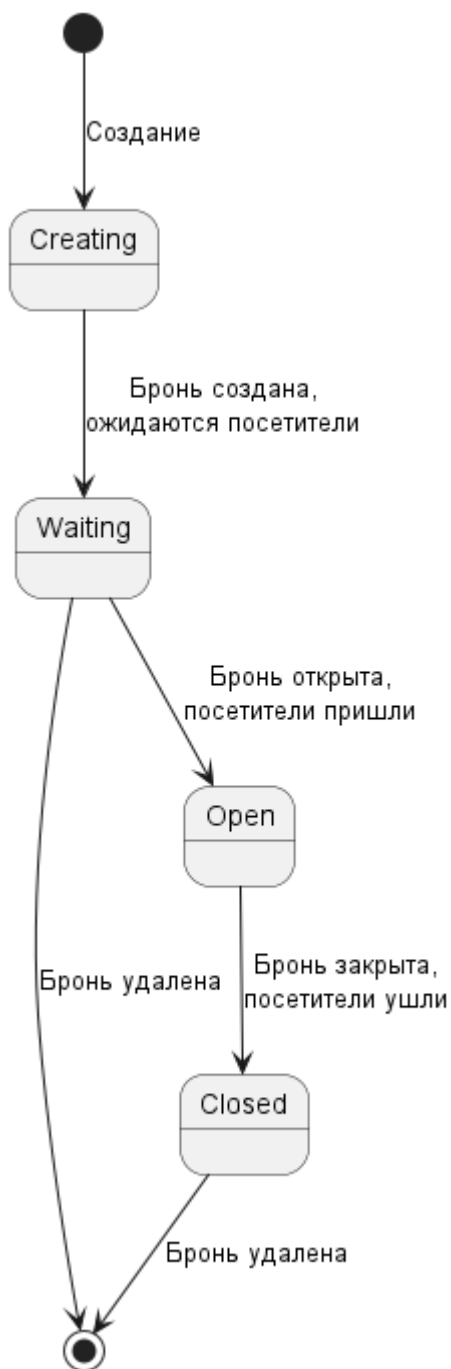 Создание
Creating
Бронь создана,
ожидаются посетители
Waiting
Бронь открыта,
посетители пришли
Open
Бронь удалена
Бронь закрыта,
посетители ушли
Closed
Бронь удалена